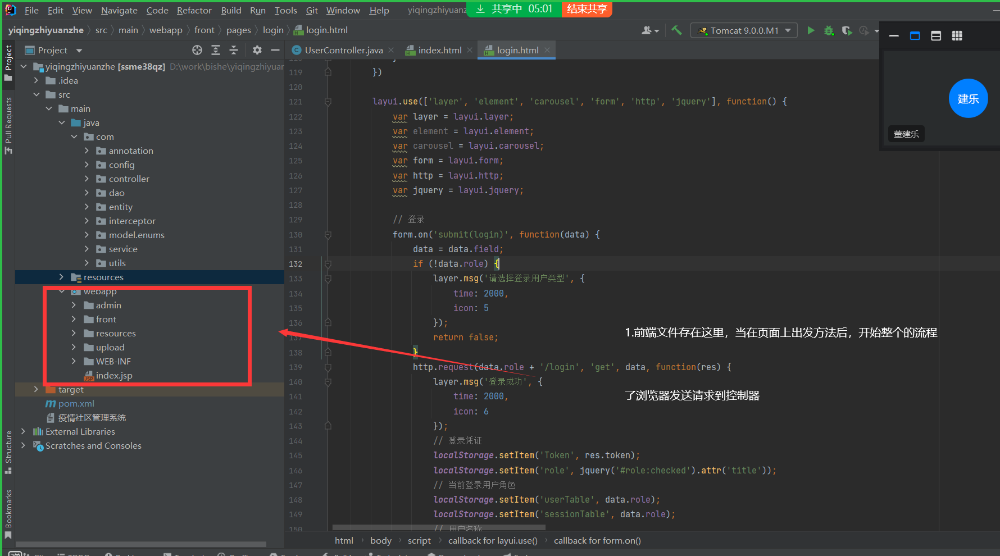 File Edit View Navigate Code Refactor Build Run Tools Git Window Help yiqingzhiyuanz
共享中 05:01 结束共享
yiqingzhiyuanzhe src main webapp front pages login login.html
Tomcat 9.0.0.M1
Project
UserController.java
index.html
login.html
Project
Pull Requests
Structure
Bookmarks
yiqingzhiyuanzhe [ssme38qz] D:\work\bishe\yiqingzhiyuar
.idea
src
main
java
com
annotation
config
controller
dao
entity
interceptor
model.enums
service
utils
resources
webapp
admin
front
resources
upload
WEB-INF
index.jsp
target
pom.xml
疫情社区管理系统
External Libraries
Scratches and Consoles
119 })
120
121 layui.use(['layer', 'element', 'carousel', 'form', 'http', 'jquery'], function() {
122 var layer = layui.layer;
123 var element = layui.element;
124 var carousel = layui.carousel;
125 var form = layui.form;
126 var http = layui.http;
127 var jquery = layui.jquery;
128
129 // 登录
130 form.on('submit(login)', function(data) {
131 data = data.field;
132 if (!data.role) {
133 layer.msg('请选择登录用户类型', {
134 time: 2000,
135 icon: 5
136 });
137 return false;
138 }
139 http.request(data.role + '/login', 'get', data, function(res) {
140 layer.msg('登录成功', {
141 time: 2000,
142 icon: 6
143 });
144 // 登录凭证
145 localStorage.setItem('Token', res.token);
146 localStorage.setItem('role', jquery('#role:checked').attr('title'));
147 // 当前登录用户角色
148 localStorage.setItem('userTable', data.role);
149 localStorage.setItem('sessionTable', data.role);
150 // 用户名称
1.前端文件存在这里，当在页面上出发方法后，开始整个的流程
了浏览器发送请求到控制器
建乐
董建乐
html body script callback for layui.use() callback for form.on()